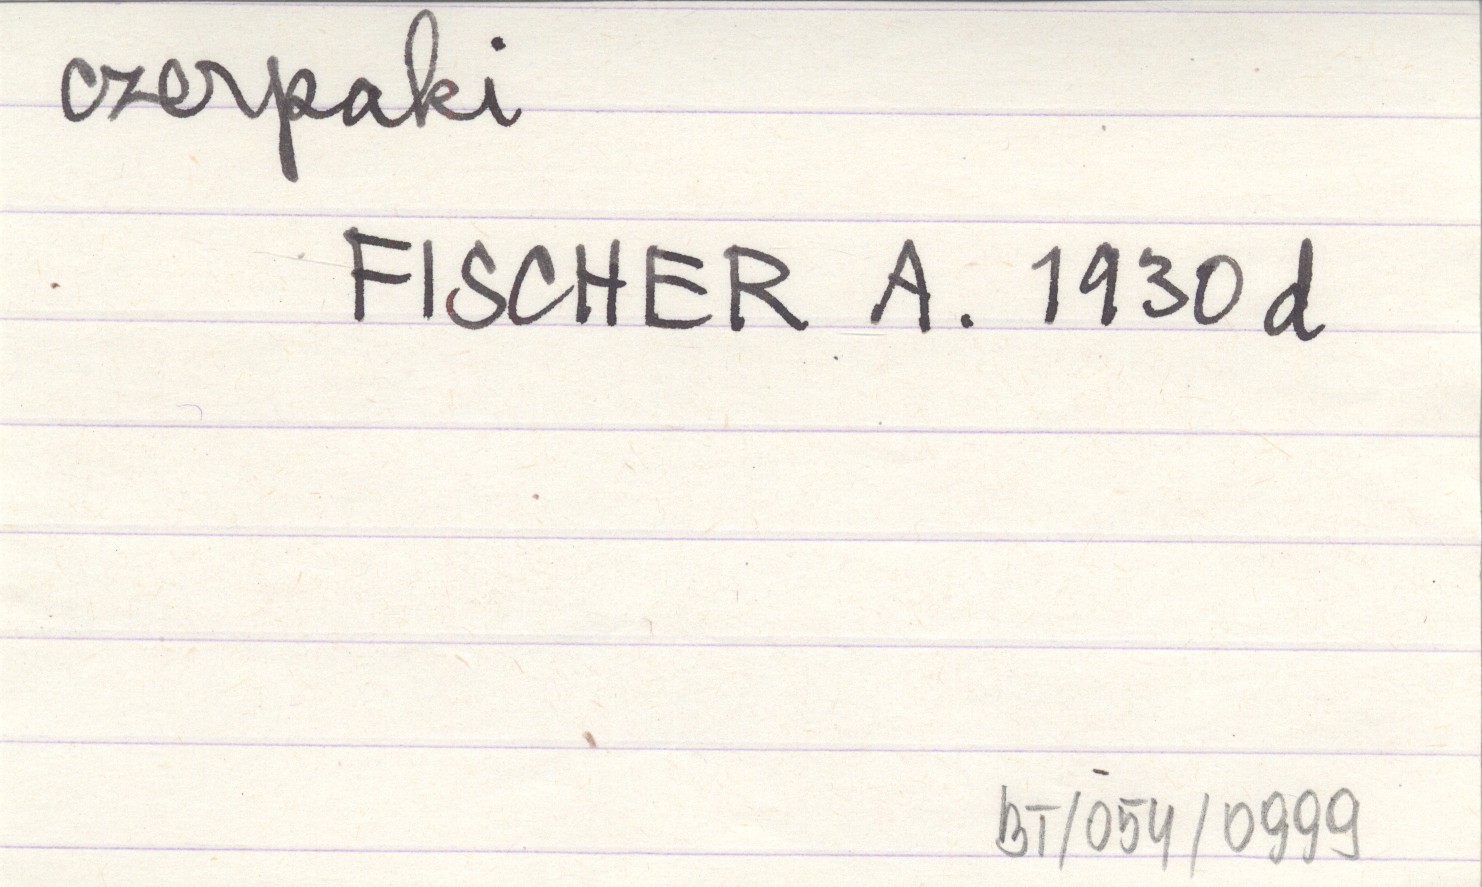 czerpaki
FISCHER A. 1930 d
BT/054/0999